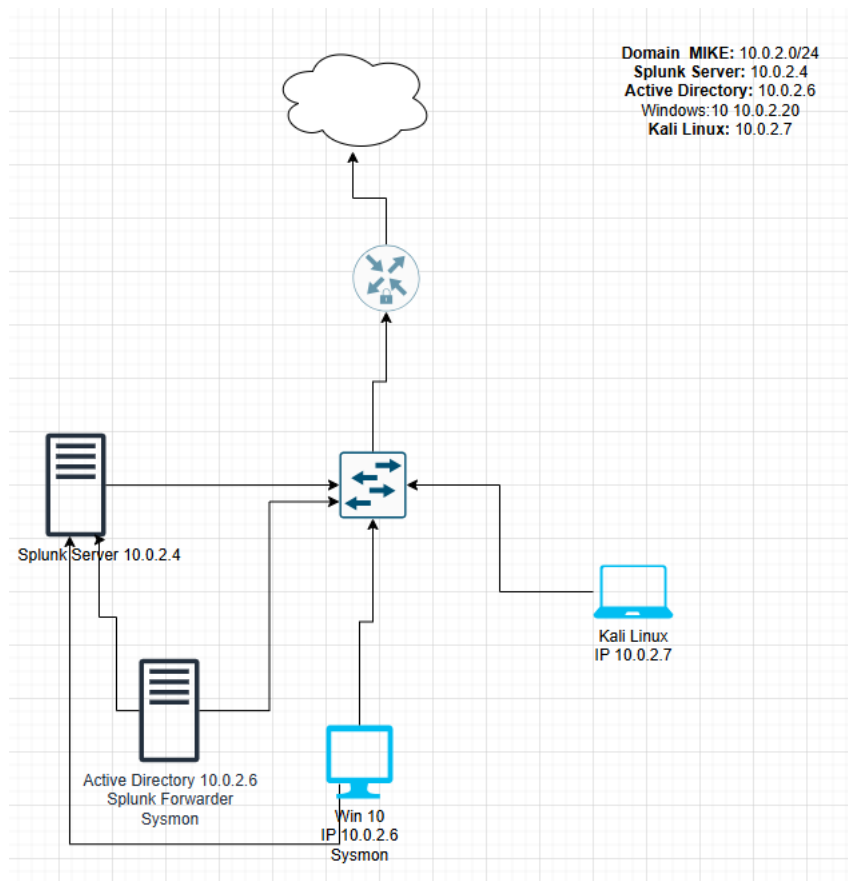 Domain MIKE: 10.0.2.0/24
Splunk Server: 10.0.2.4
Active Directory: 10.0.2.6
Windows:10 10.0.2.20
Kali Linux: 10.0.2.7
Splunk Server 10.0.2.4
Kali Linux
IP 10.0.2.7
Active Directory 10.0.2.6
Splunk Forwarder
Sysmon
Win 10
IP 10.0.2.6
Sysmon